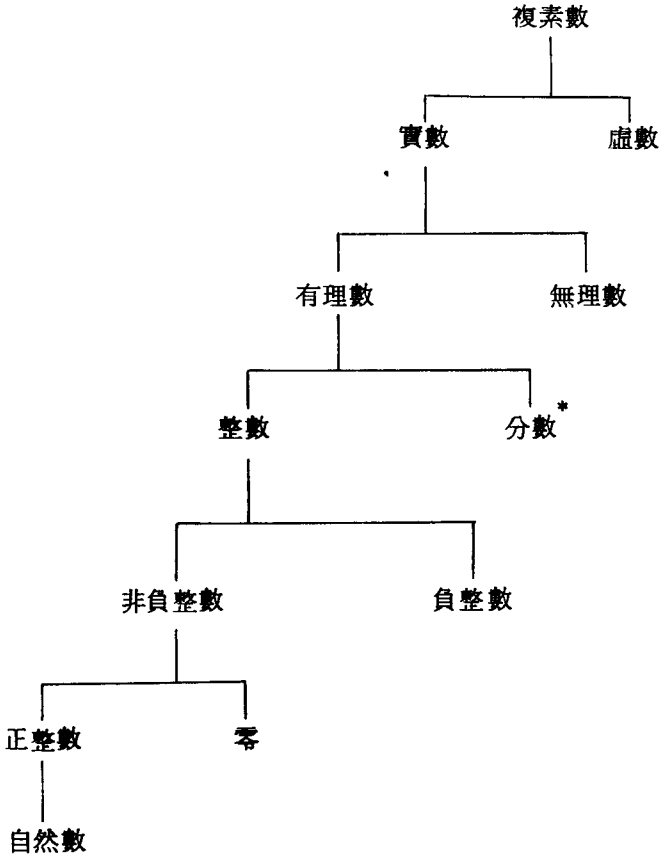 複素數
實數 虛數
有理數 無理數
整數 分數*
非負整數 負整數
正整數 零
自然數